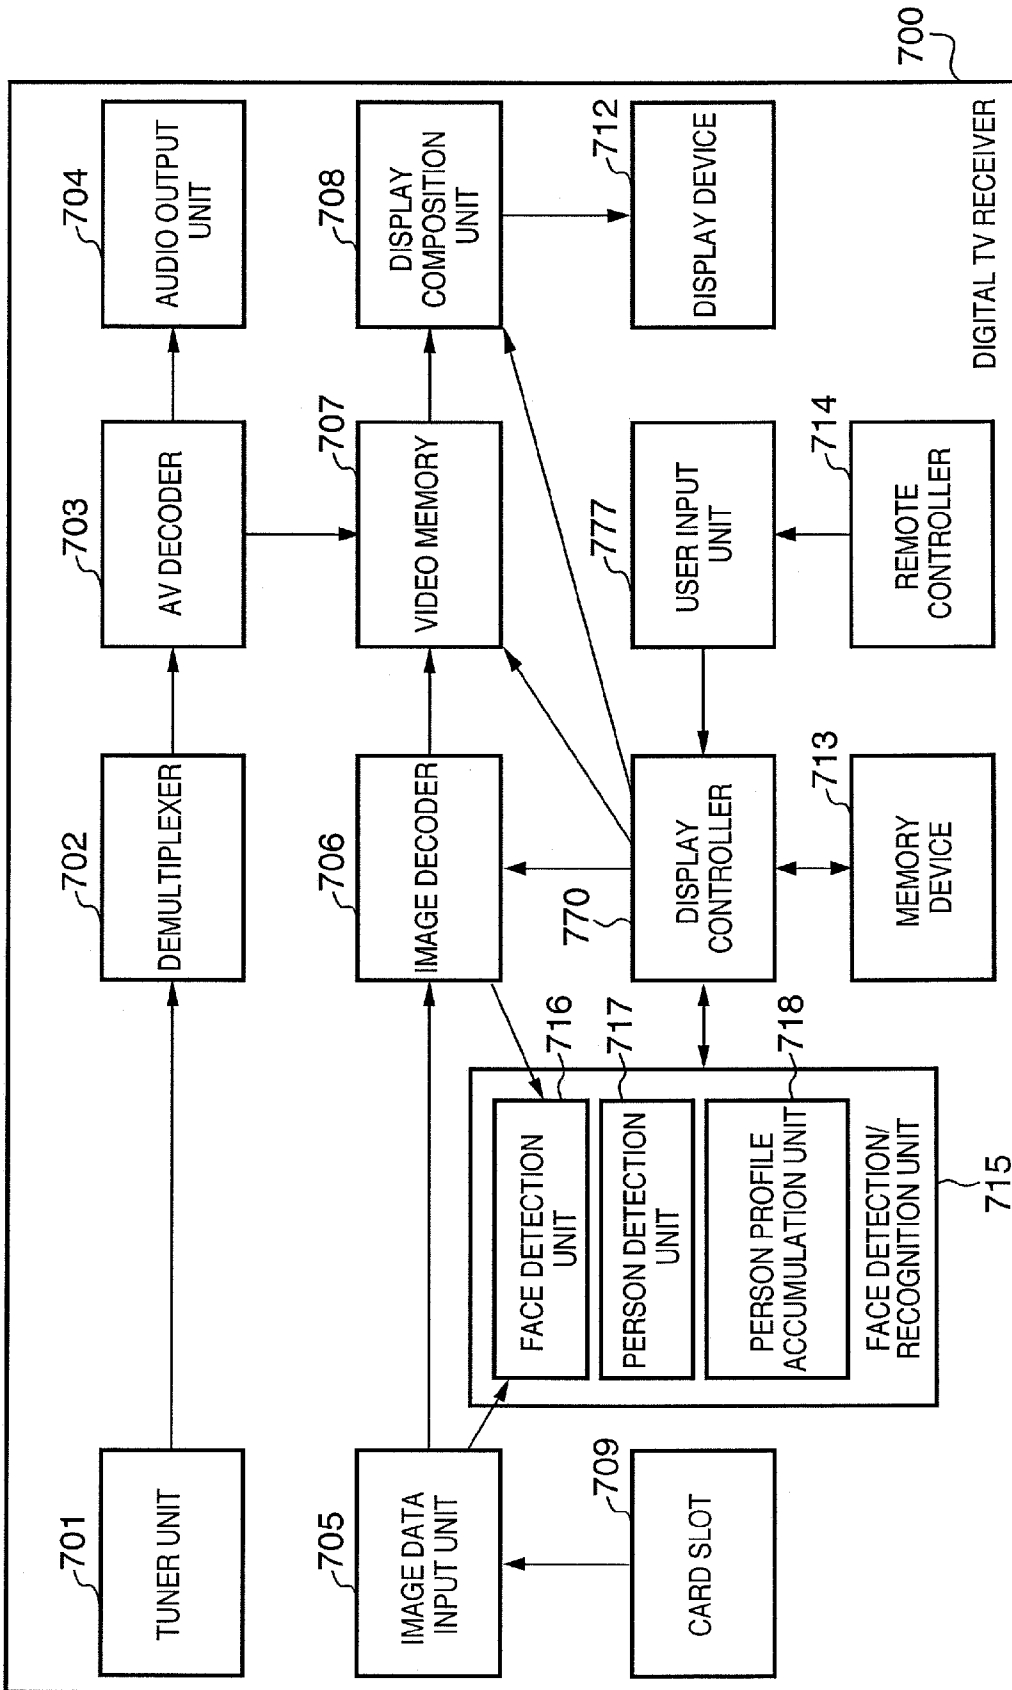 700
DIGITAL TV RECEIVER
701
TUNER UNIT
702
DEMULTIPLEXER
703
AV DECODER
704
AUDIO OUTPUT
UNIT
705
IMAGE DATA
INPUT UNIT
706
IMAGE DECODER
707
VIDEO MEMORY
708
DISPLAY
COMPOSITION
UNIT
709
CARD SLOT
716
FACE DETECTION
UNIT
717
PERSON DETECTION
UNIT
718
PERSON PROFILE
ACCUMULATION UNIT
FACE DETECTION/
RECOGNITION UNIT
715
770
DISPLAY
CONTROLLER
777
USER INPUT
UNIT
712
DISPLAY DEVICE
713
MEMORY
DEVICE
714
REMOTE
CONTROLLER